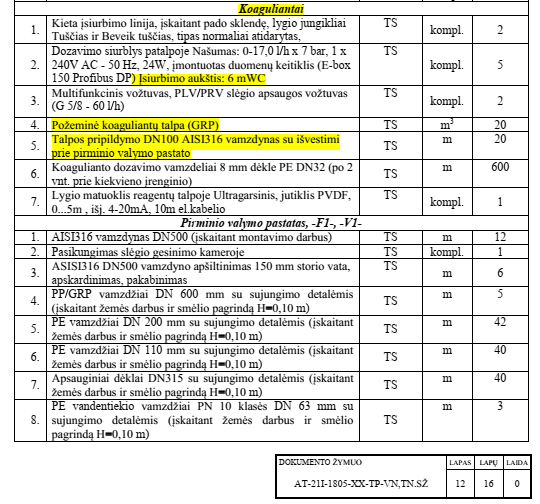 Koaguliantai
1. Kieta įsiurbimo linija, įskaitant pado sklendę, lygio jungikliai TS kompl. 2
Tuščias ir Beveik tuščias, tipas normaliai atidarytas,
2. Dozavimo siurblys patalpoje Našumas: 0-17,0 l/h x 7 bar, 1 x TS kompl. 5
240V AC - 50 Hz, 24W, įmontuotas duomenų keitiklis (E-box
150 Profibus DP) Įsiurbimo aukštis: 6 mWC
3. Multifunkcinis vožtuvas, PLV/PRV slėgio apsaugos vožtuvas TS kompl. 2
(G 5/8 - 60 l/h)
4. Požeminė koaguliantų talpa (GRP) TS m³ 20
5. Talpos pripildymo DN100 AISI316 vamzdynas su išvestimi TS m 20
prie pirminio valymo pastato
6. Koagulianto dozavimo vamzdeliai 8 mm dėkle PE DN32 (po 2 TS m 600
vnt. prie kiekvieno įrenginio)
7. Lygio matuoklis reagentų talpoje Ultragarsinis, jutiklis PVDF, TS kompl. 1
0...5m , išj. 4-20mA, 10m el.kabelio
Pirminio valymo pastatas, -F1-, -V1-
1. AISI316 vamzdynas DN500 (įskaitant montavimo darbus) TS m 12
2. Pasikungimas slėgio gesinimo kameroje TS kompl. 1
3. ASISI316 DN500 vamzdyno apšiltinimas 150 mm storio vata, TS m 6
apskardinimas, pakabinimas
4. PP/GRP vamzdžiai DN 600 mm su sujungimo detalėmis TS m 5
(įskaitant žemės darbus ir smėlio pagrindą H=0,10 m)
5. PE vamzdžiai DN 200 mm su sujungimo detalėmis (įskaitant TS m 42
žemės darbus ir smėlio pagrindą H=0,10 m)
6. PE vamzdžiai DN 110 mm su sujungimo detalėmis (įskaitant TS m 40
žemės darbus ir smėlio pagrindą H=0,10 m)
7. Apsauginiai dėklai DN315 su sujungimo detalėmis (įskaitant TS m 40
žemės darbus ir smėlio pagrindą H=0,10 m)
8. PE vandentiekio vamzdžiai PN 10 klasės DN 63 mm su TS m 3
sujungimo detalėmis (įskaitant žemės darbus ir smėlio
pagrindą H=0,10 m)
DOKUMENTO ŽYMUO LAPAS LAPŲ LAIDA
AT-21I-1805-XX-TP-VN,TN.SŽ 12 16 0